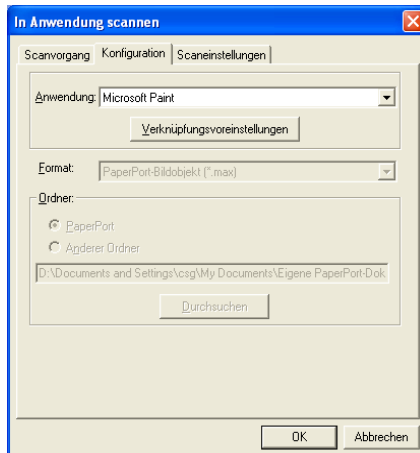 In Anwendung scannen
Scanvorgang Konfiguration Scaneinstellungen
Anwendung: Microsoft Paint
Verknüpfungsvoreinstellungen
Format: PaperPort-Bildobjekt (*.max)
Ordner:
PaperPort
Anderer Ordner
D:\Documents and Settings\csg\My Documents\Eigene PaperPort-Dok
Durchsuchen
OK Abbrechen